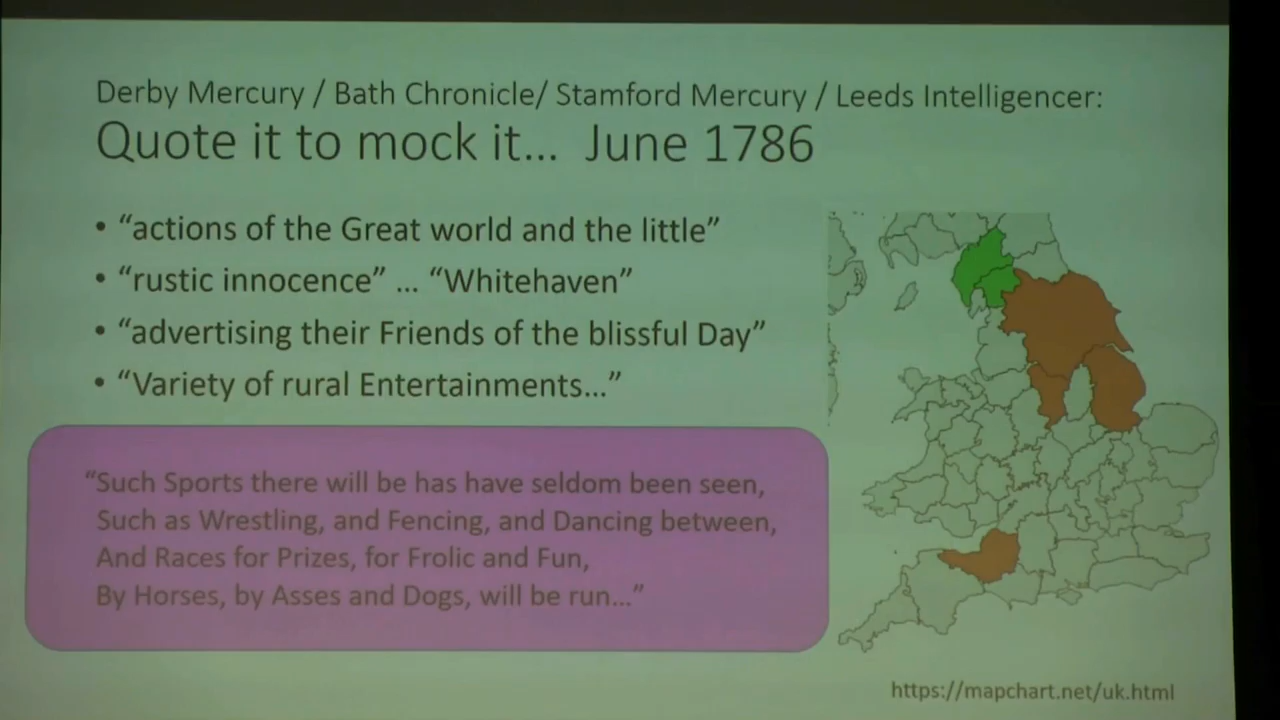 Derby Mercury / Bath Chronicle/ Stamford Mercury / Leeds Intelligencer:
Quote it to mock it... June 1786
• “actions of the Great world and the little”
• “rustic innocence” ... “Whitehaven”
• “advertising their Friends of the blissful Day”
• “Variety of rural Entertainments...”
“Such Sports there will be has have seldom been seen,
Such as Wrestling, and Fencing, and Dancing between,
And Races for Prizes, for Frolic and Fun,
By Horses, by Asses and Dogs, will be run...”
https://mapchart.net/uk.html